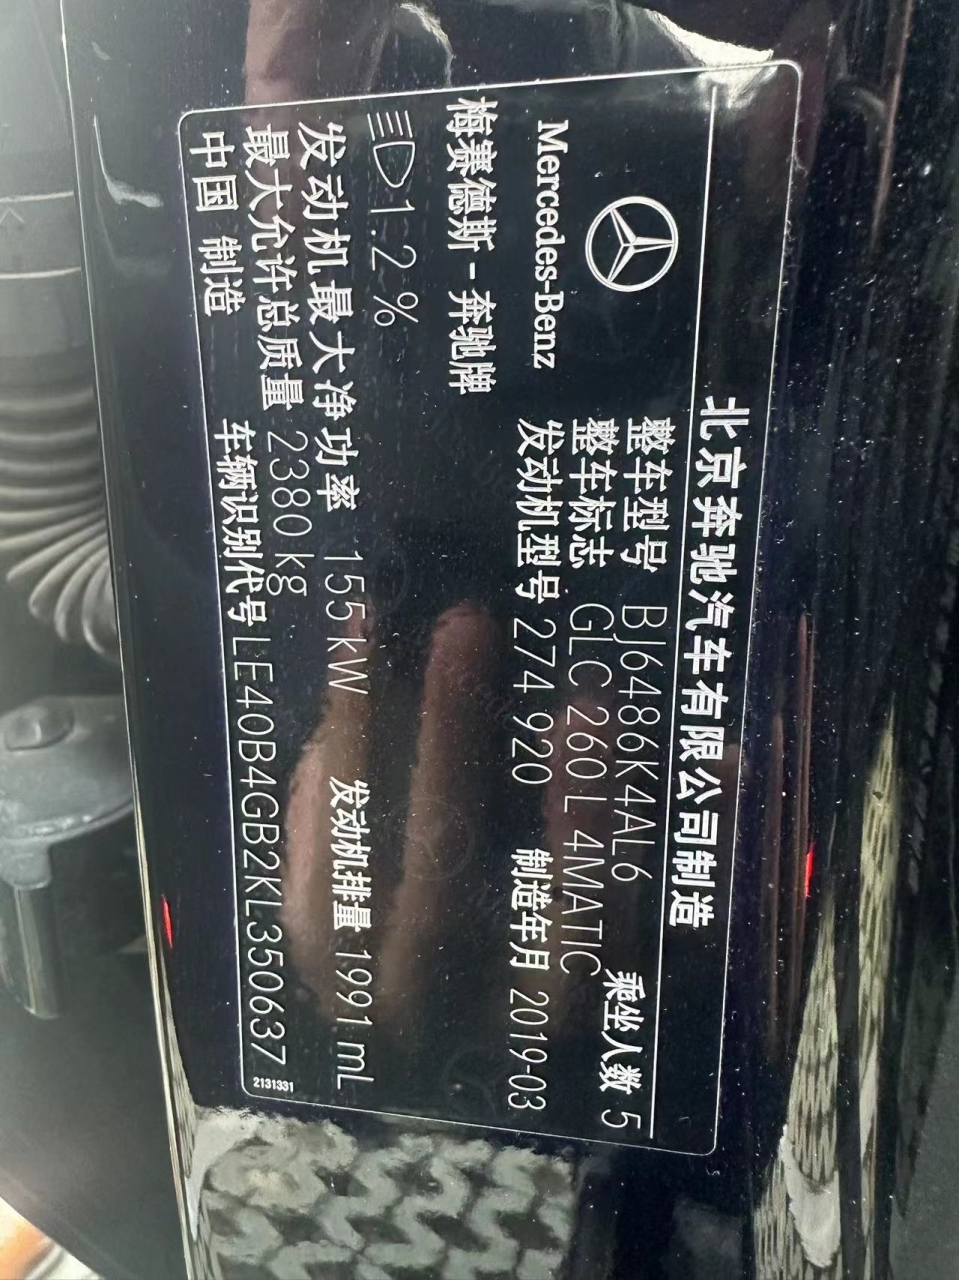 北京奔驰汽车有限公司制造
Mercedes-Benz
整车型号 BJ6486K4AL6
整车标志 GLC 260 L 4MATIC 乘坐人数 5
发动机型号 274 920 制造年月 2019-03
梅赛德斯-奔驰牌
1.2 %
发动机最大净功率 155 kW 发动机排量 1991 mL
最大允许总质量 2380 kg
中国 制造 车辆识别代号 LE40B4GB2KL350637
2131331